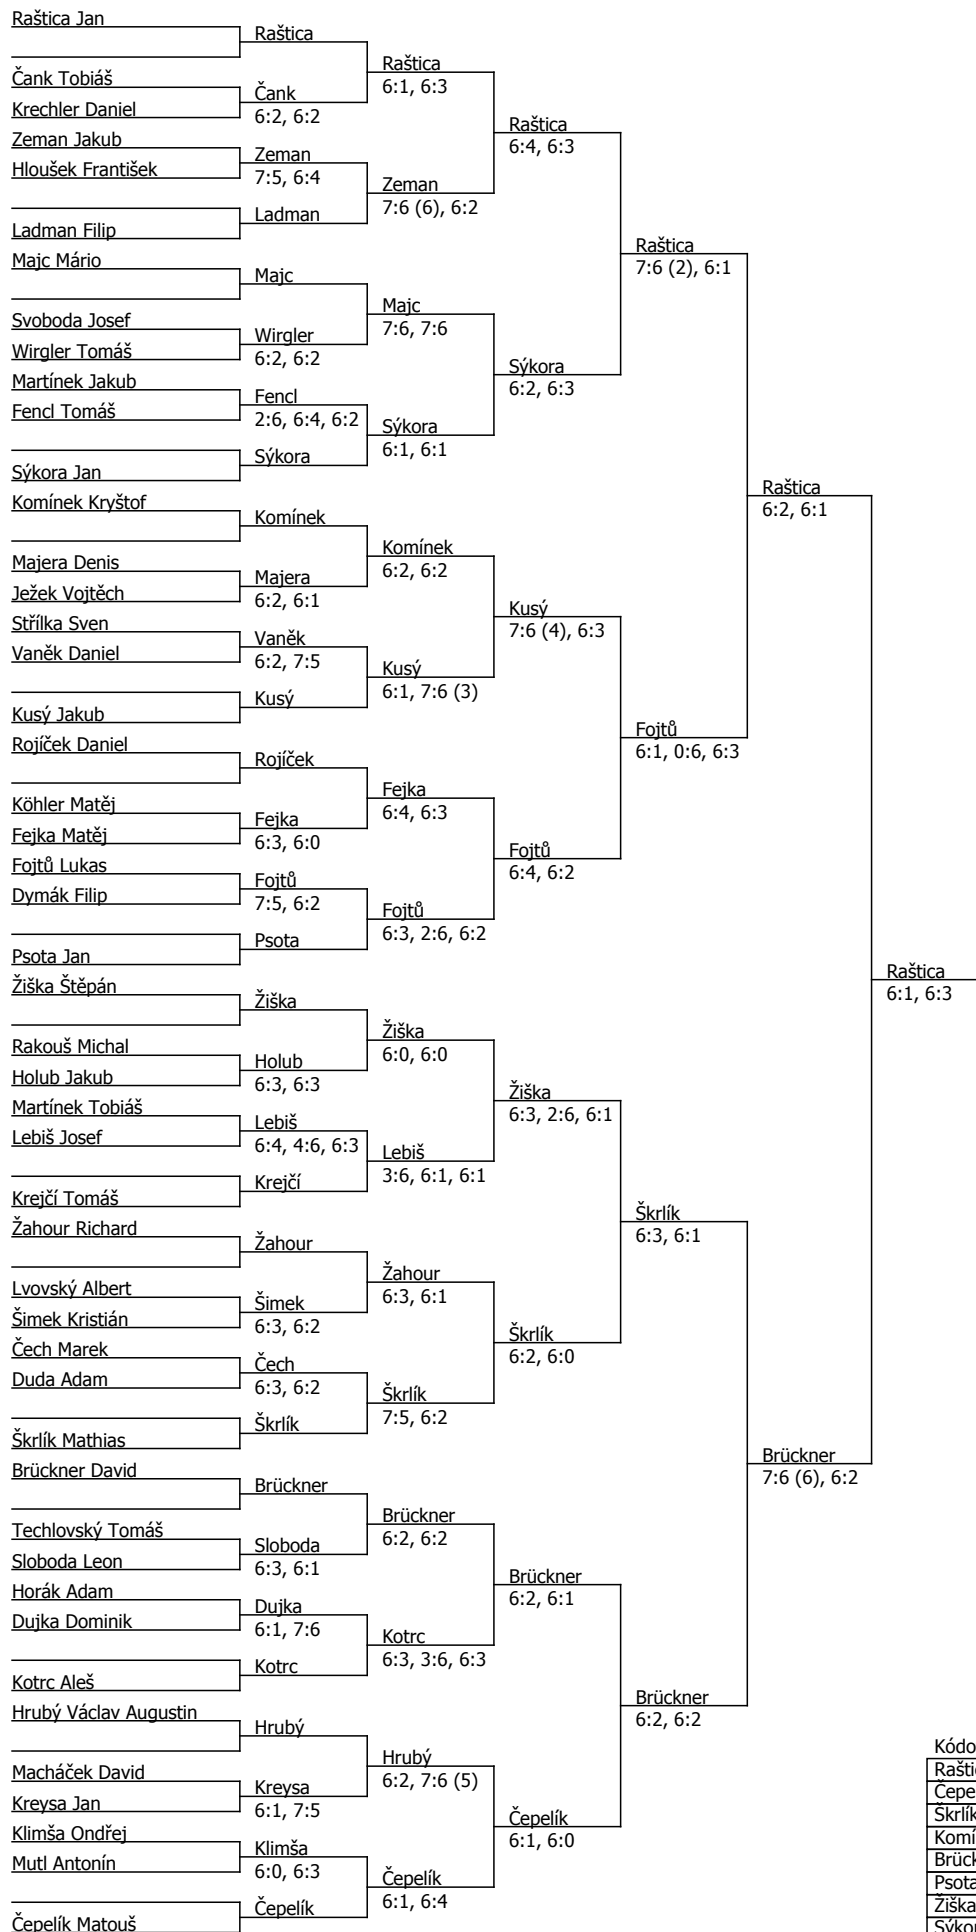 Raštica Jan
Čank Tobiáš
Krechler Daniel
Zeman Jakub
Hloušek František
Ladman Filip
Majc Mário
Svoboda Josef
Wirgler Tomáš
Martínek Jakub
Fencl Tomáš
Sýkora Jan
Komínek Kryštof
Majera Denis
Ježek Vojtěch
Střílka Sven
Vaněk Daniel
Kusý Jakub
Rojíček Daniel
Köhler Matěj
Fejka Matěj
Fojtů Lukas
Dymák Filip
Psota Jan
Žiška Štěpán
Rakouš Michal
Holub Jakub
Martínek Tobiáš
Lebiš Josef
Krejčí Tomáš
Žahour Richard
Lvovský Albert
Šimek Kristián
Čech Marek
Duda Adam
Škrlík Mathias
Brückner David
Techlovský Tomáš
Sloboda Leon
Horák Adam
Dujka Dominik
Kotrc Aleš
Hrubý Václav Augustin
Macháček David
Kreysa Jan
Klimša Ondřej
Mutl Antonín
Čepelík Matouš
Raštica
Čank
6:2, 6:2
Zeman
7:5, 6:4
Ladman
Majc
Wirgler
6:2, 6:2
Fencl
2:6, 6:4, 6:2
Sýkora
Komínek
Majera
6:2, 6:1
Vaněk
6:2, 7:5
Kusý
Rojíček
Fejka
6:3, 6:0
Fojtů
7:5, 6:2
Psota
Žiška
Holub
6:3, 6:3
Lebiš
6:4, 4:6, 6:3
Krejčí
Žahour
Šimek
6:3, 6:2
Čech
6:3, 6:2
Škrlík
Brückner
Sloboda
6:3, 6:1
Dujka
6:1, 7:6
Kotrc
Hrubý
Kreysa
6:1, 7:5
Klimša
6:0, 6:3
Čepelík
Raštica
6:1, 6:3
Zeman
7:6 (6), 6:2
Majc
7:6, 7:6
Sýkora
6:1, 6:1
Komínek
6:2, 6:2
Kusý
6:1, 7:6 (3)
Fejka
6:4, 6:3
Fojtů
6:3, 2:6, 6:2
Žiška
6:0, 6:0
Lebiš
3:6, 6:1, 6:1
Žahour
6:3, 6:1
Škrlík
7:5, 6:2
Brückner
6:2, 6:2
Kotrc
6:3, 3:6, 6:3
Hrubý
6:2, 7:6 (5)
Čepelík
6:1, 6:4
Raštica
6:4, 6:3
Sýkora
6:2, 6:3
Kusý
7:6 (4), 6:3
Fojtů
6:4, 6:2
Žiška
6:3, 2:6, 6:1
Škrlík
6:2, 6:0
Brückner
6:2, 6:1
Čepelík
6:1, 6:0
Raštica
7:6 (2), 6:1
Fojtů
6:1, 0:6, 6:3
Škrlík
6:3, 6:1
Brückner
6:2, 6:2
Raštica
6:2, 6:1
Brückner
7:6 (6), 6:2
Raštica
6:1, 6:3
Kódo
Rašti
Čepe
Škrlík
Komí
Brück
Psota
Žiška
Sýkor